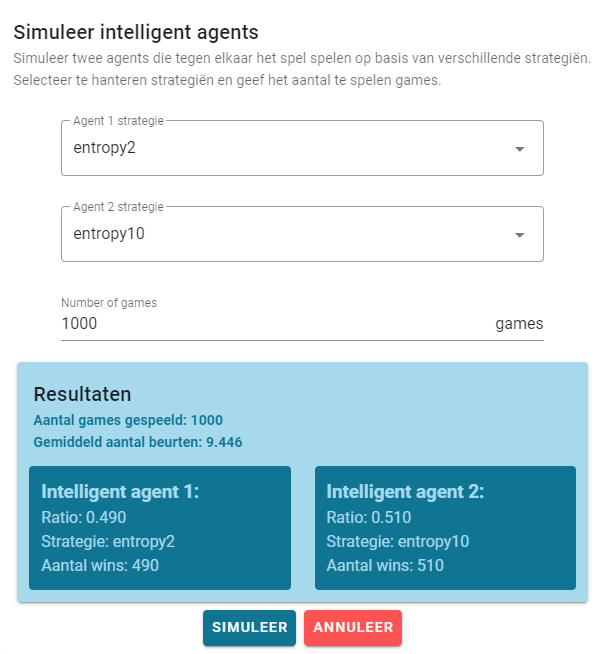 Simuleer intelligent agents
Simuleer twee agents die tegen elkaar het spel spelen op basis van verschillende strategiën.
Selecteer te hanteren strategiën en geef het aantal te spelen games.
Agent 1 strategie
entropy2
Agent 2 strategie
entropy10
Number of games
1000 games
Resultaten
Aantal games gespeeld: 1000
Gemiddeld aantal beurten: 9.446
Intelligent agent 1:
Ratio: 0.490
Strategie: entropy2
Aantal wins: 490
Intelligent agent 2:
Ratio: 0.510
Strategie: entropy10
Aantal wins: 510
SIMULEER ANNULEER